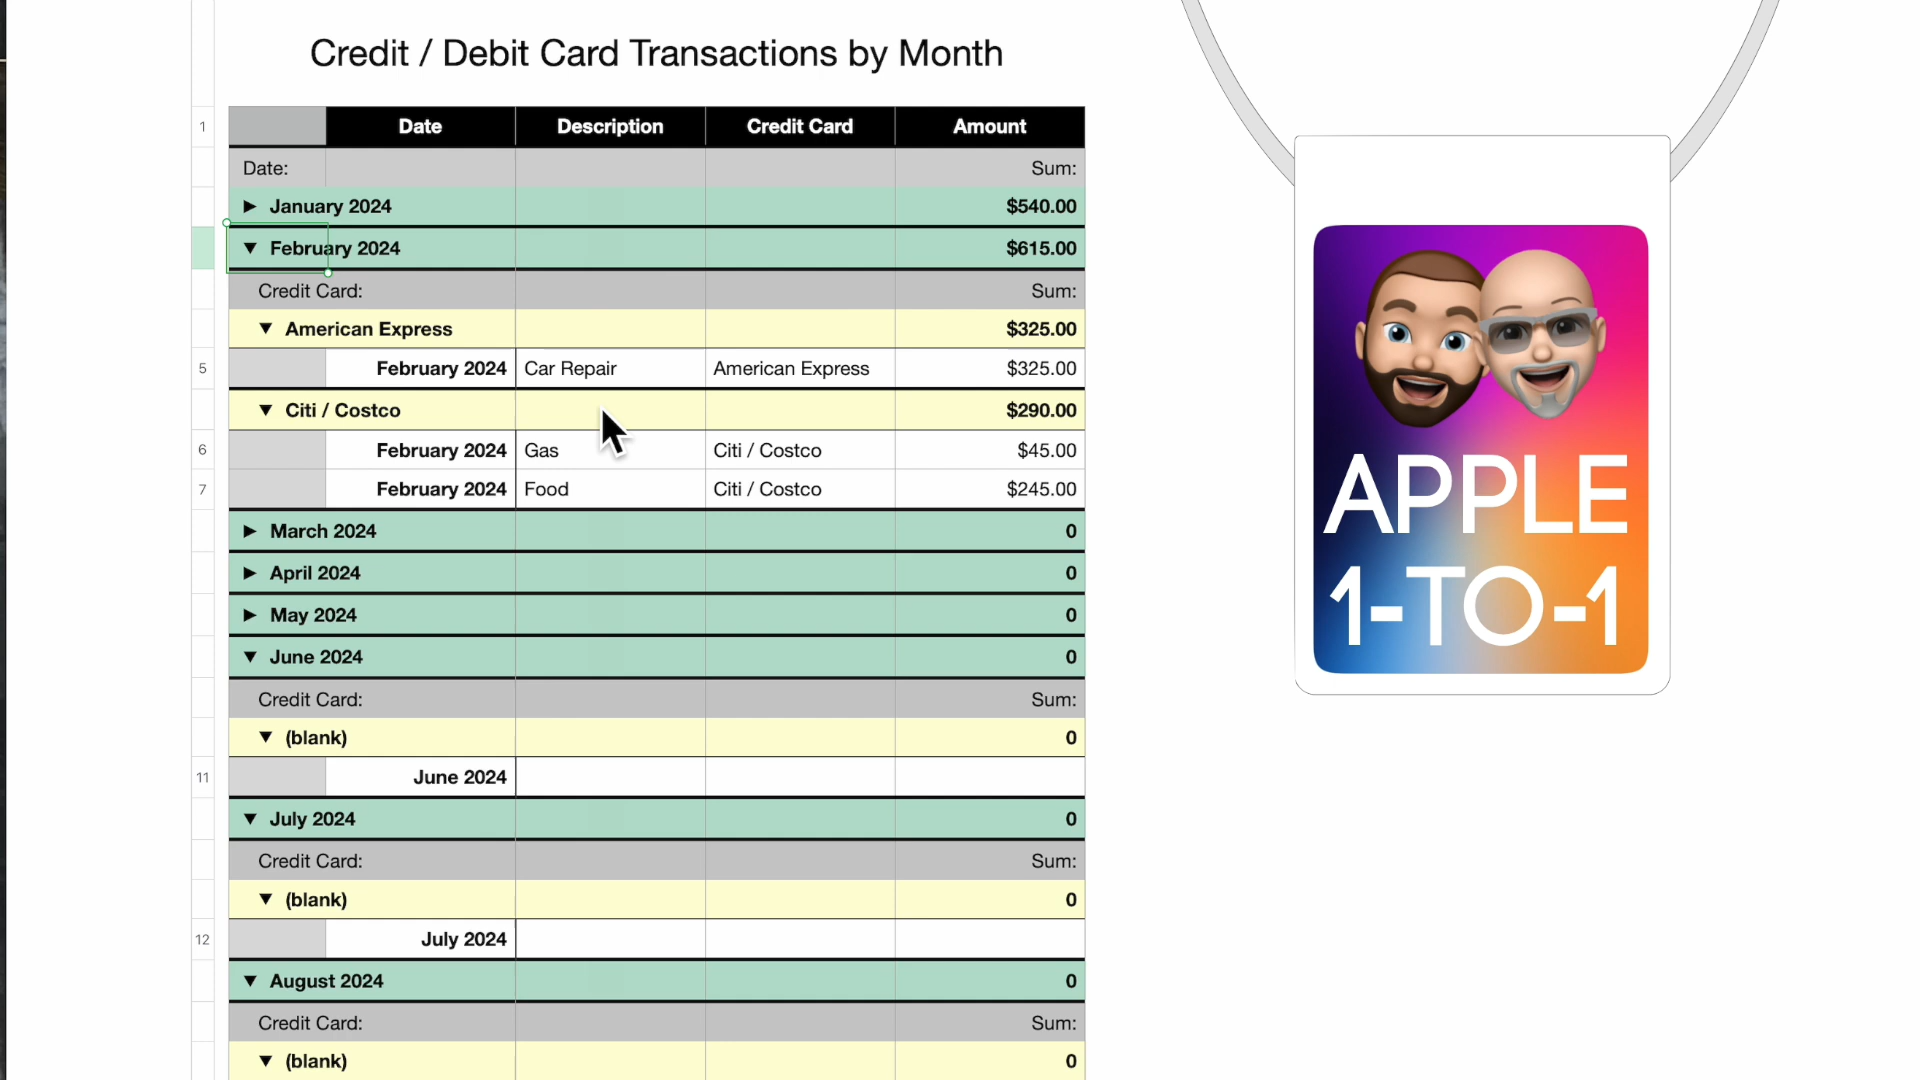 Credit / Debit Card Transactions by Month
1 Date Description Credit Card Amount
Date: Sum:
January 2024 $540.00
February 2024 $615.00
Credit Card: Sum:
American Express $325.00
5 February 2024 Car Repair American Express $325.00
Citi / Costco $290.00
6 February 2024 Gas Citi / Costco $45.00
7 February 2024 Food Citi / Costco $245.00
March 2024 0
April 2024 0
May 2024 0
June 2024 0
Credit Card: Sum:
(blank) 0
11 June 2024
July 2024 0
Credit Card: Sum:
(blank) 0
12 July 2024
August 2024 0
Credit Card: Sum:
(blank) 0
APPLE
1-TO-1